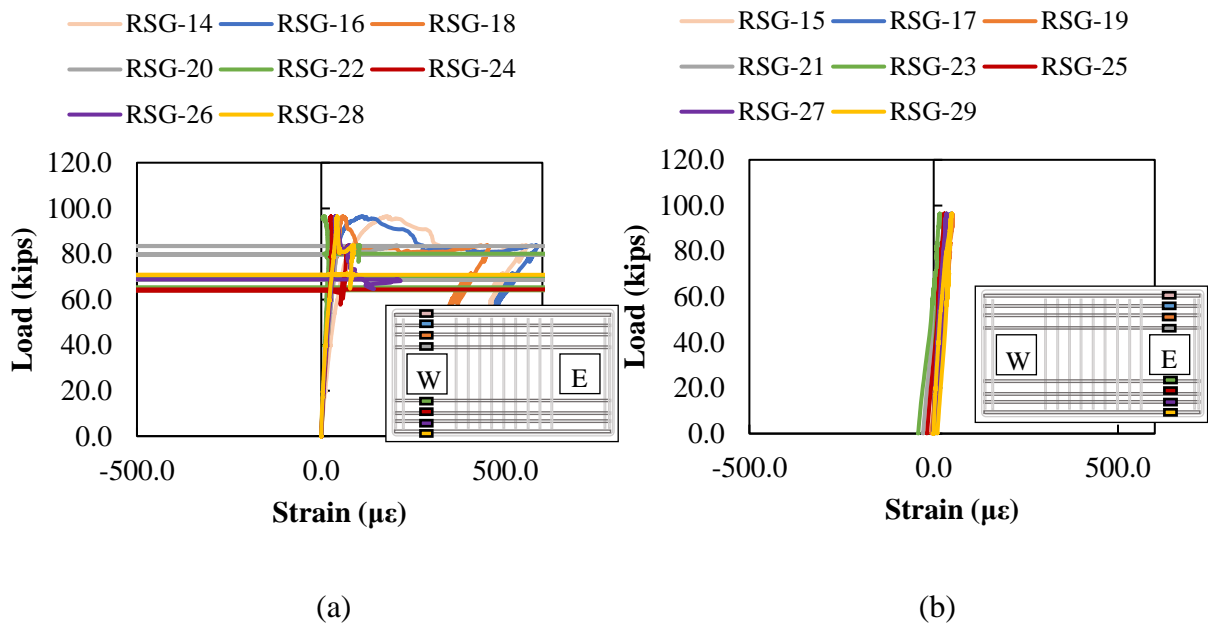 RSG-14 RSG-16 RSG-18
RSG-20 RSG-22 RSG-24
RSG-26 RSG-28
120.0
100.0
80.0
60.0
40.0
20.0
0.0
Load (kips)
-500.0 0.0 500.0
Strain (με)
W E
(a)
RSG-15 RSG-17 RSG-19
RSG-21 RSG-23 RSG-25
RSG-27 RSG-29
120.0
100.0
80.0
60.0
40.0
20.0
0.0
Load (kips)
-500.0 0.0 500.0
Strain (με)
W E
(b)